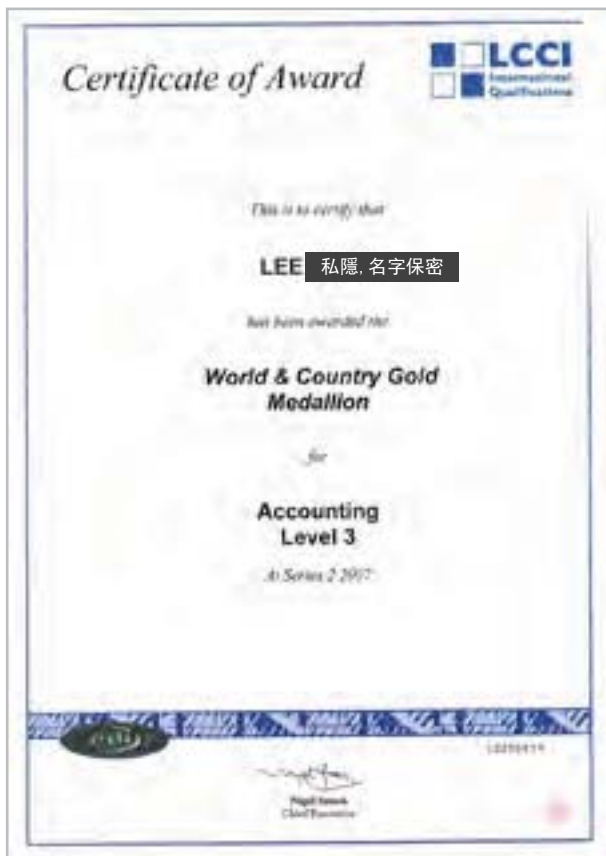 Certificate of Award
LCCI
International
Qualifications
This is to certify that
LEE 私隱, 名字保密
has been awarded the
World & Country Gold
Medallion
for
Accounting
Level 3
At Series 2 2007
Chief Executive